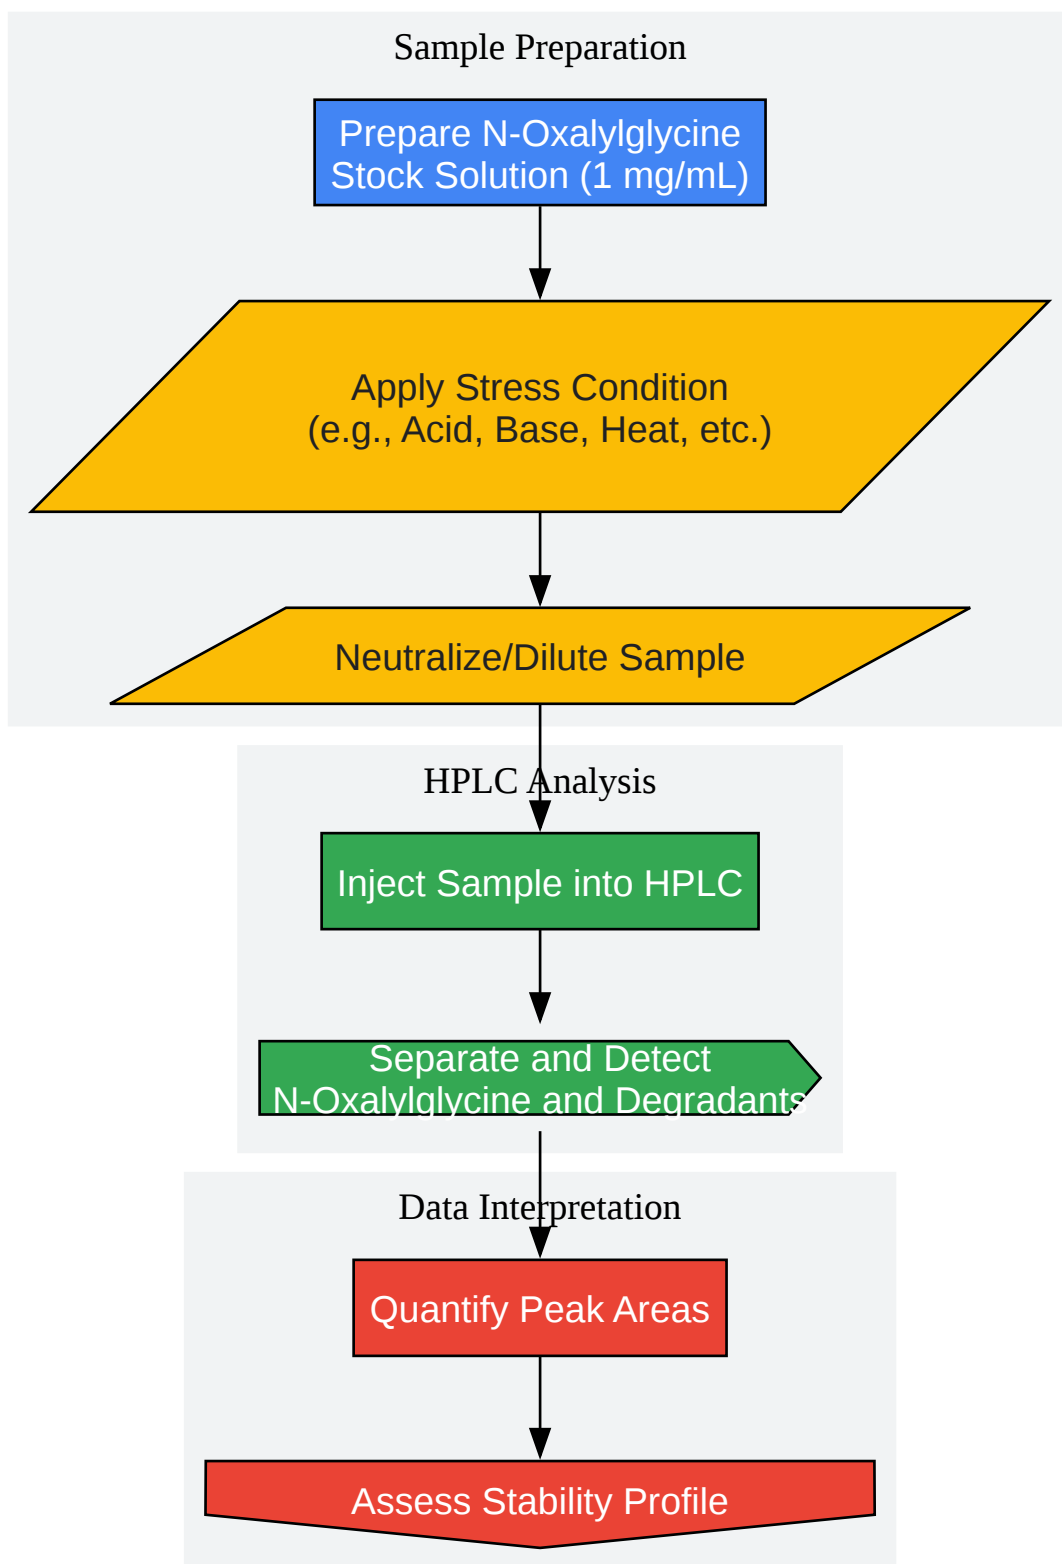 Sample Preparation
Prepare N-Oxalylglycine
Stock Solution (1 mg/mL)
Apply Stress Condition
(e.g., Acid, Base, Heat, etc.)
Neutralize/Dilute Sample
HPLC Analysis
Inject Sample into HPLC
Separate and Detect
N-Oxalylglycine and Degradants
Data Interpretation
Quantify Peak Areas
Assess Stability Profile